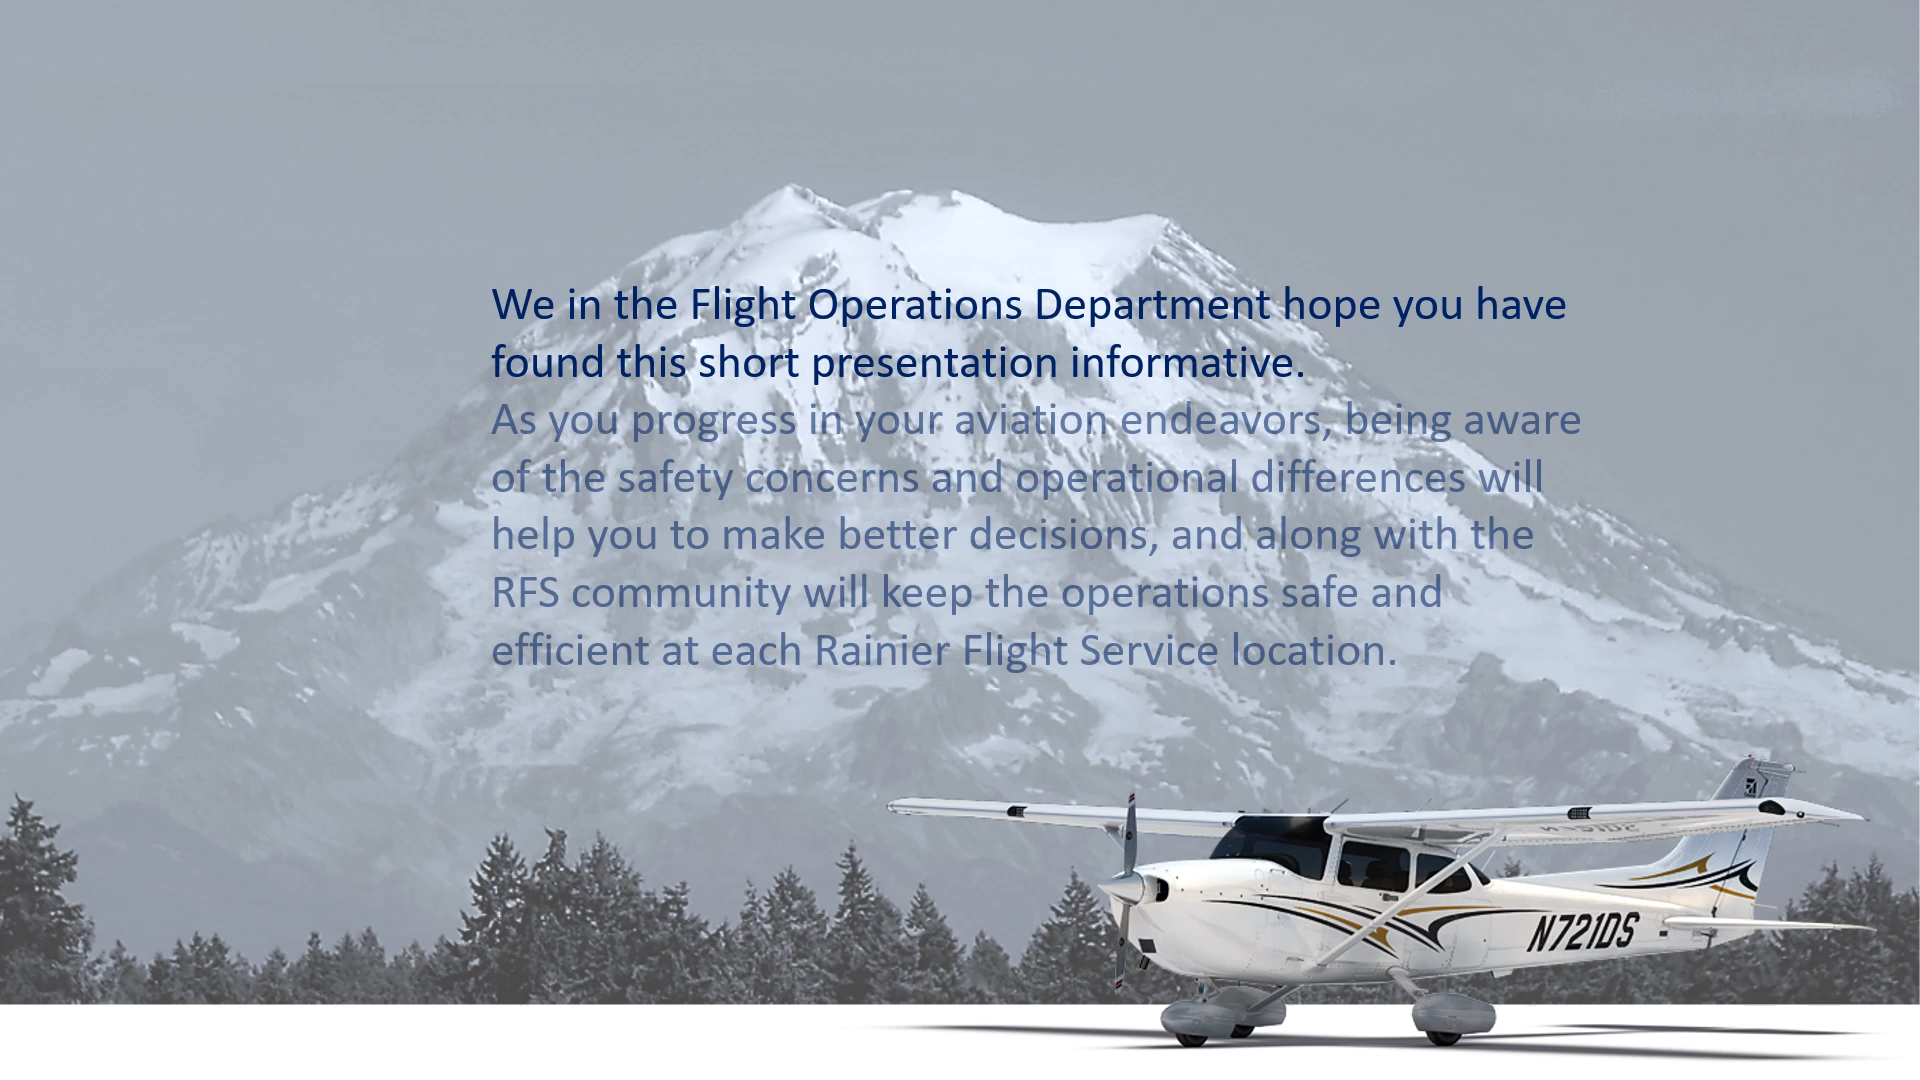 We in the Flight Operations Department hope you have
found this short presentation informative.
As you progress in your aviation endeavors, being aware
of the safety concerns and operational differences will
help you to make better decisions, and along with the
RFS community will keep the operations safe and
efficient at each Rainier Flight Service location.
N721DS